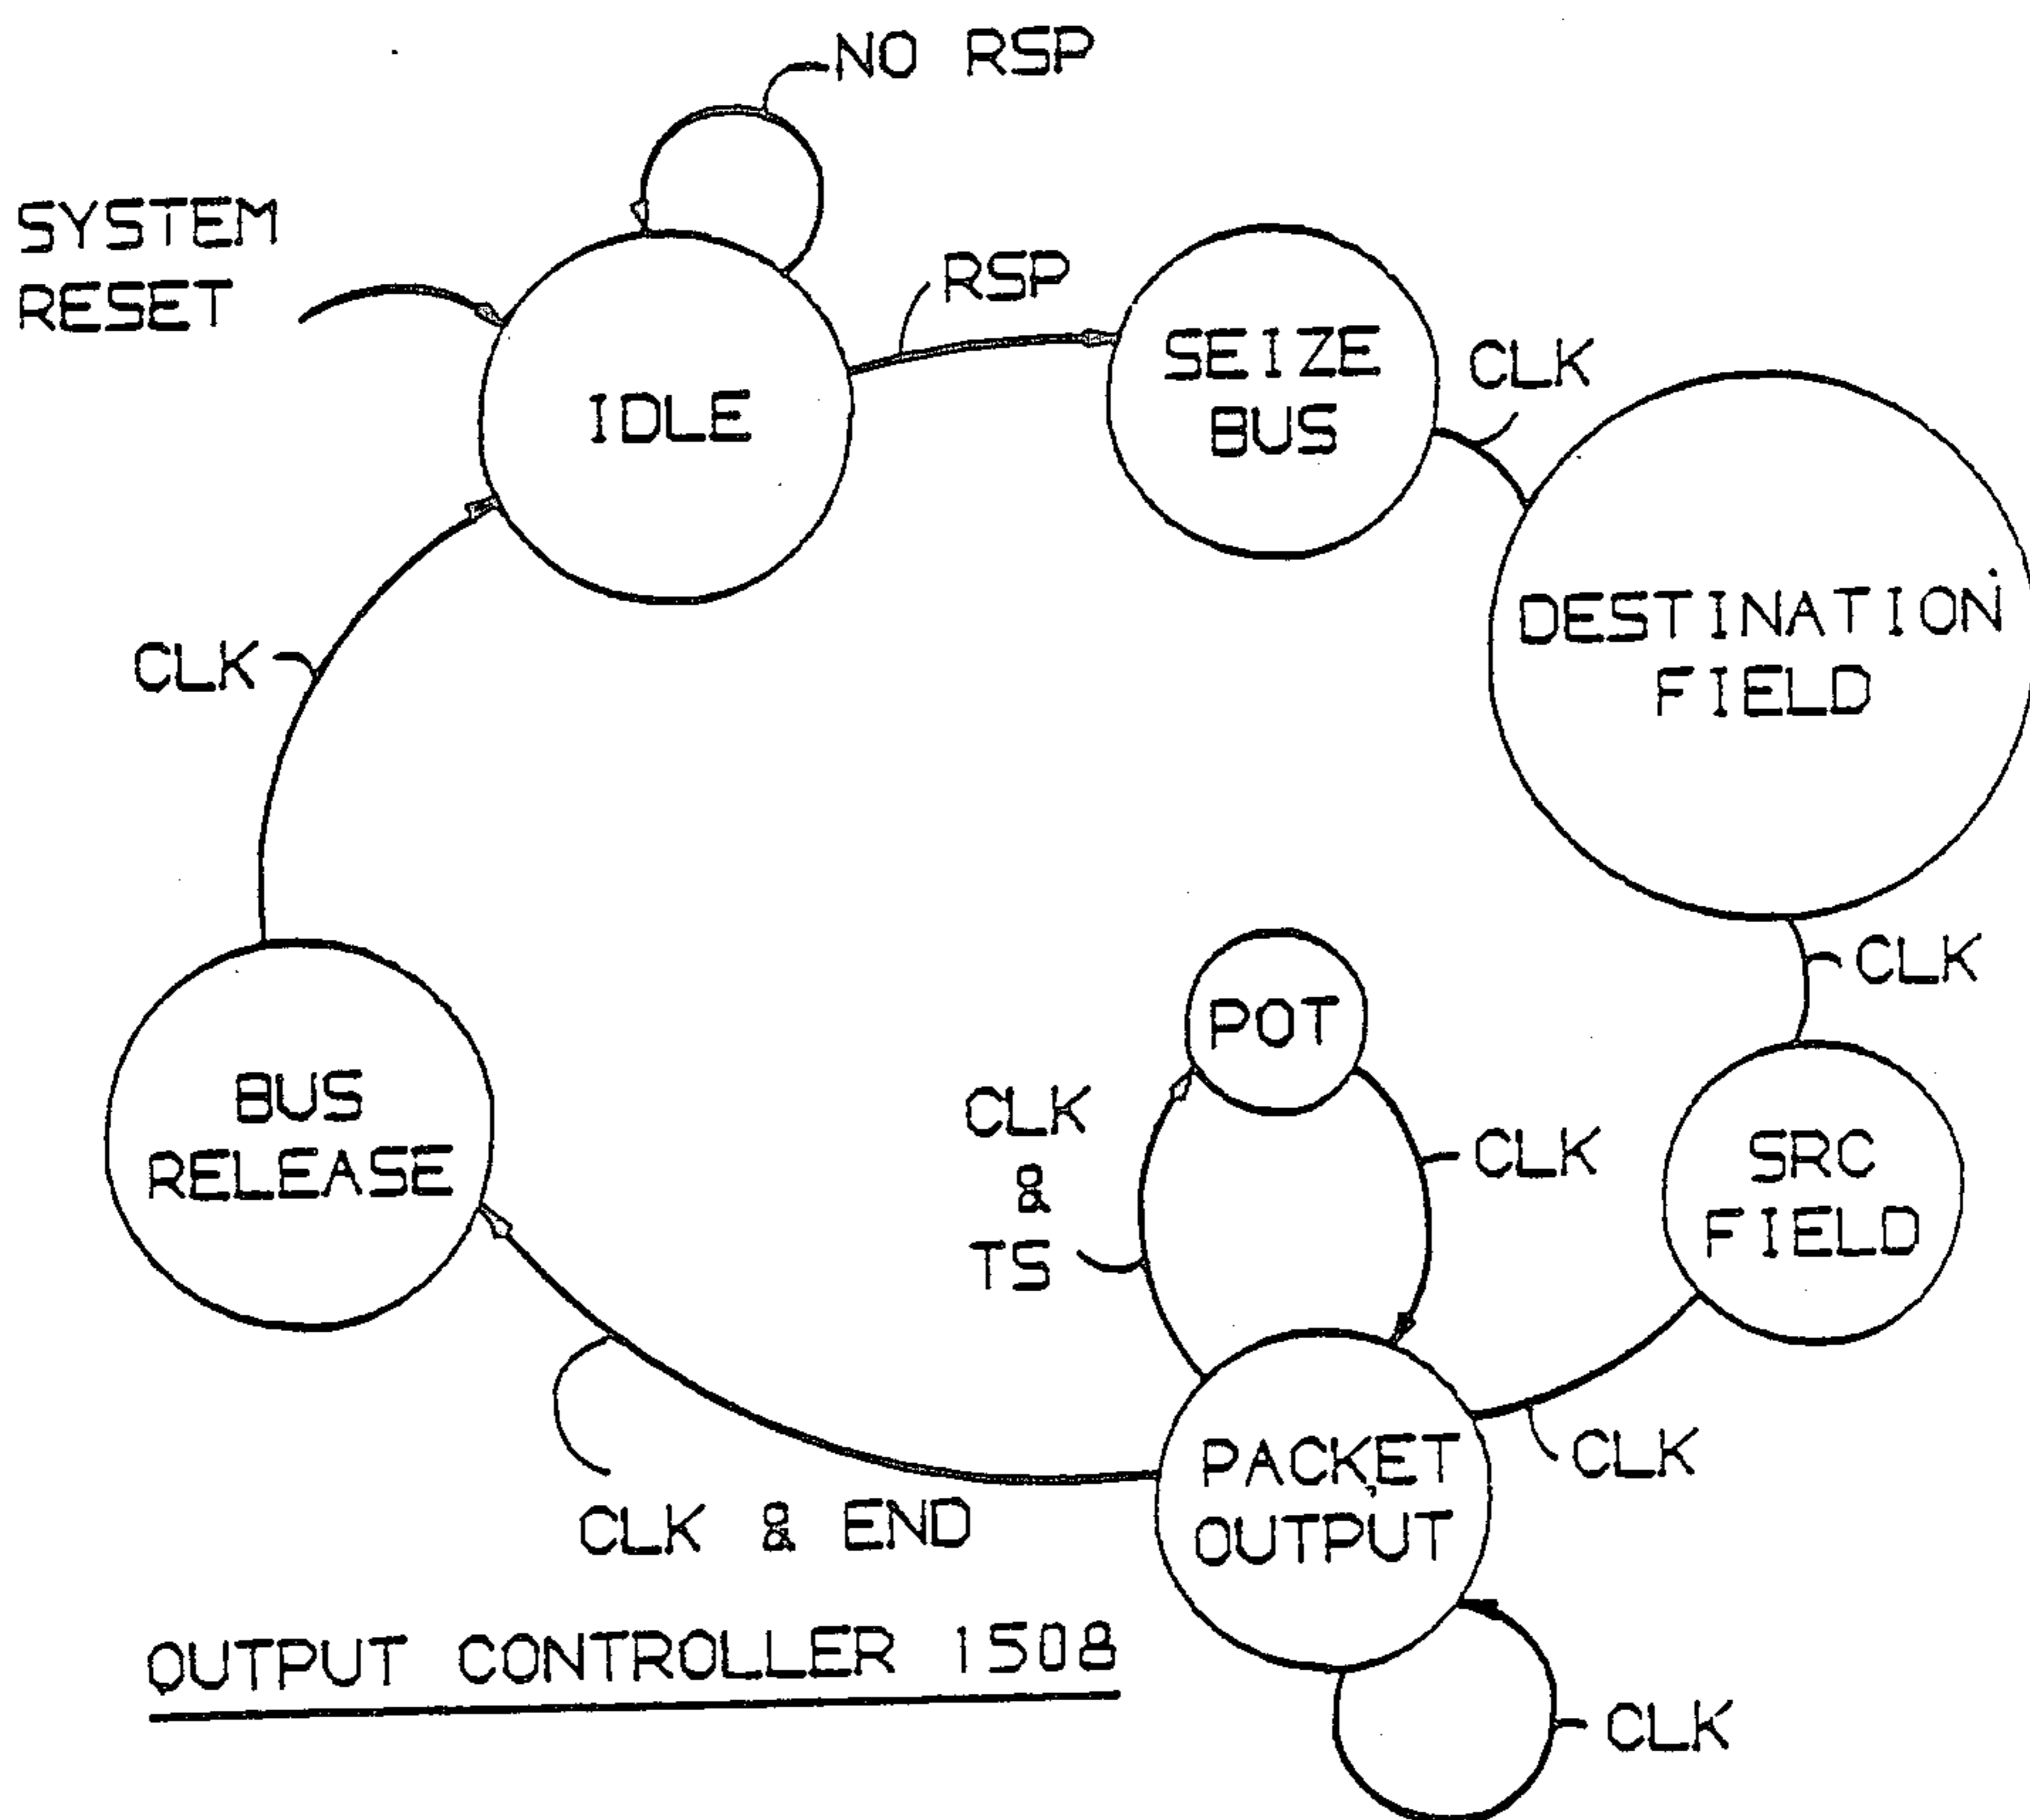 NO RSP
SYSTEM
RESET
RSP
IDLE
SEIZE
BUS
CLK
DESTINATION
FIELD
CLK
CLK
POT
BUS
RELEASE
CLK
&
TS
CLK
SRC
FIELD
PACKET
OUTPUT
CLK
CLK & END
OUTPUT CONTROLLER 1508
CLK